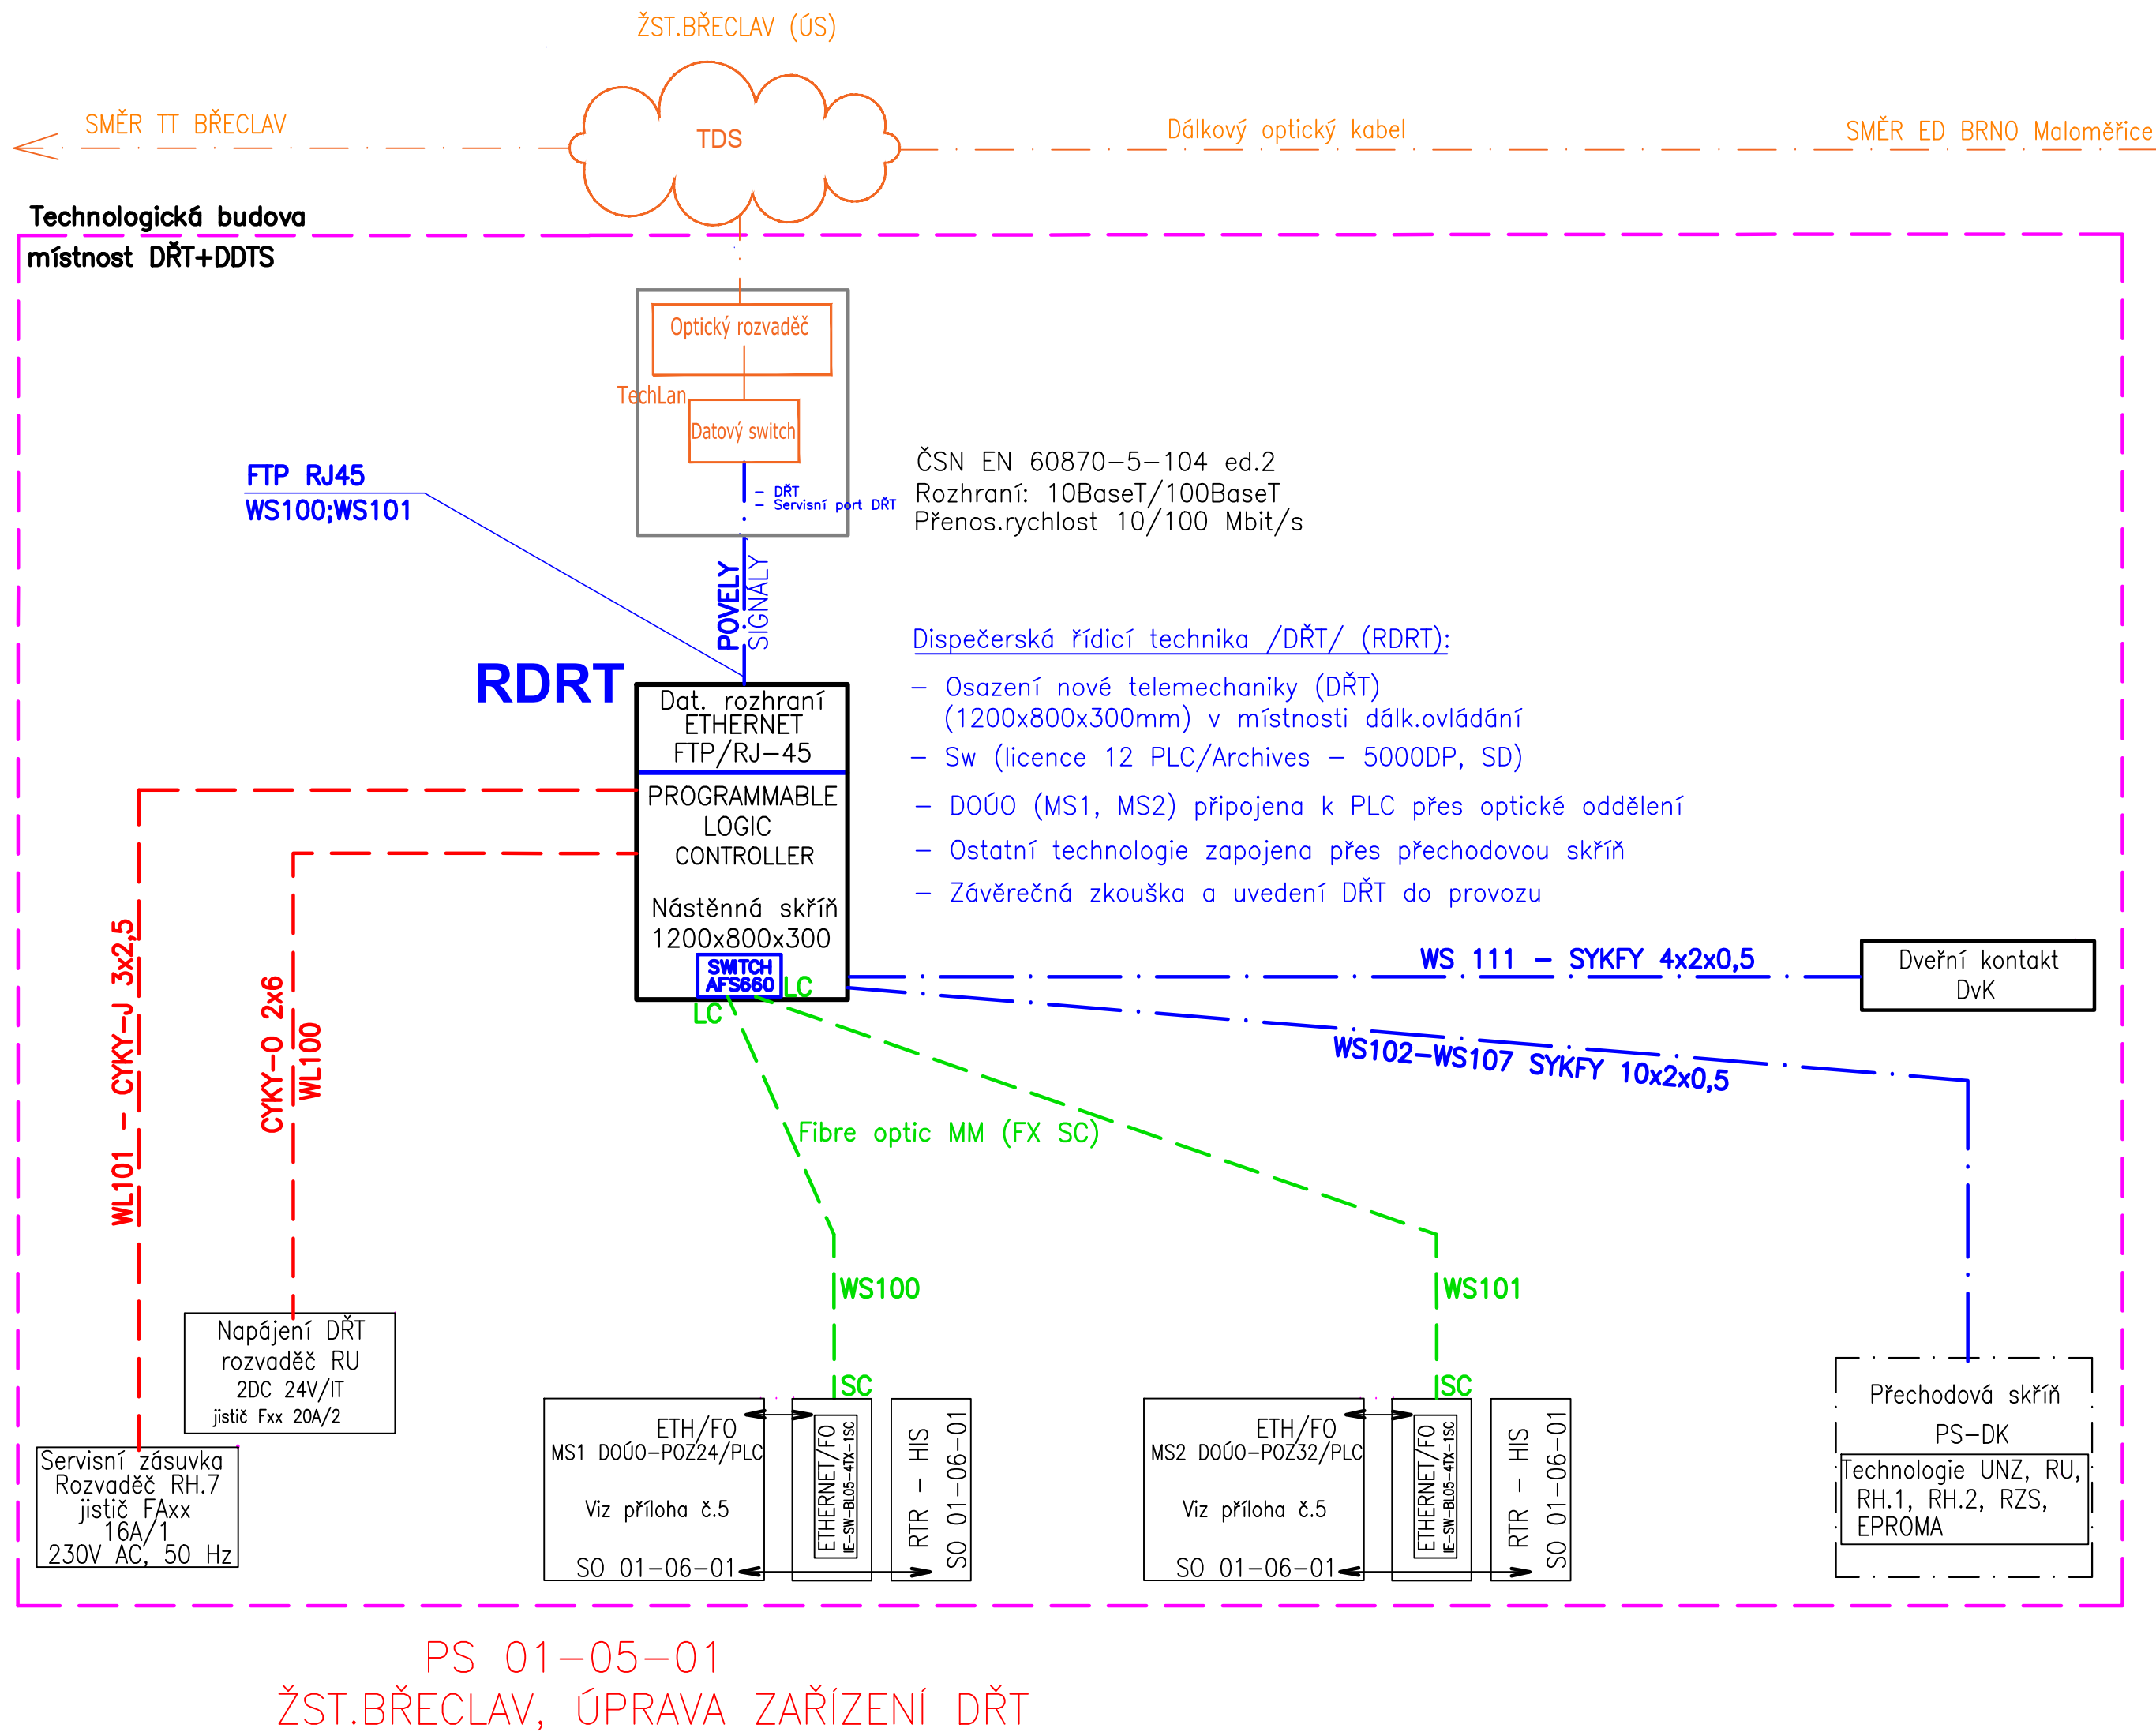 ŽST.BŘECLAV (ÚS)
SMĚR TT BŘECLAV
TDS
Dálkový optický kabel
SMĚR ED BRNO Maloměřice
Technologická budova
místnost DŘT+DDTS
Optický rozvaděč
TechLan
Datový switch
- DŘT
- Servisní port DŘT
FTP RJ45
WS100;WS101
ČSN EN 60870-5-104 ed.2
Rozhraní: 10BaseT/100BaseT
Přenos.rychlost 10/100 Mbit/s
POVELY
SIGNÁLY
RDRT
Dat. rozhraní
ETHERNET
FTP/RJ-45
PROGRAMMABLE
LOGIC
CONTROLLER
Nástěnná skříň
1200x800x300
SWITCH
AFS660
LC
LC
Dispečerská řídicí technika /DŘT/ (RDRT):
- Osazení nové telemechaniky (DŘT)
(1200x800x300mm) v místnosti dálk.ovládání
- Sw (licence 12 PLC/Archives - 5000DP, SD)
- DOÚO (MS1, MS2) připojena k PLC přes optické oddělení
- Ostatní technologie zapojena přes přechodovou skříň
- Závěrečná zkouška a uvedení DŘT do provozu
WS 111 - SYKFY 4x2x0,5
Dveřní kontakt
DvK
WS102-WS107 SYKFY 10x2x0,5
WL101 - CYKY-J 3x2,5
CYKY-O 2x6
WL100
Fibre optic MM (FX SC)
WS100
WS101
SC
SC
Napájení DŘT
rozvaděč RU
2DC 24V/IT
jistič Fxx 20A/2
Servisní zásuvka
Rozvaděč RH.7
jistič FAxx
16A/1
230V AC, 50 Hz
ETH/FO
MS1 DOÚO-POZ24/PLC
Viz příloha č.5
SO 01-06-01
ETHERNET/FO
IE-SW-BL05-4TX-1SC
RTR - HIS
SO 01-06-01
ETH/FO
MS2 DOÚO-POZ32/PLC
Viz příloha č.5
SO 01-06-01
ETHERNET/FO
IE-SW-BL05-4TX-1SC
RTR - HIS
SO 01-06-01
Přechodová skříň
PS-DK
Technologie UNZ, RU,
RH.1, RH.2, RZS,
EPROMA
PS 01-05-01
ŽST.BŘECLAV, ÚPRAVA ZAŘÍZENÍ DŘT